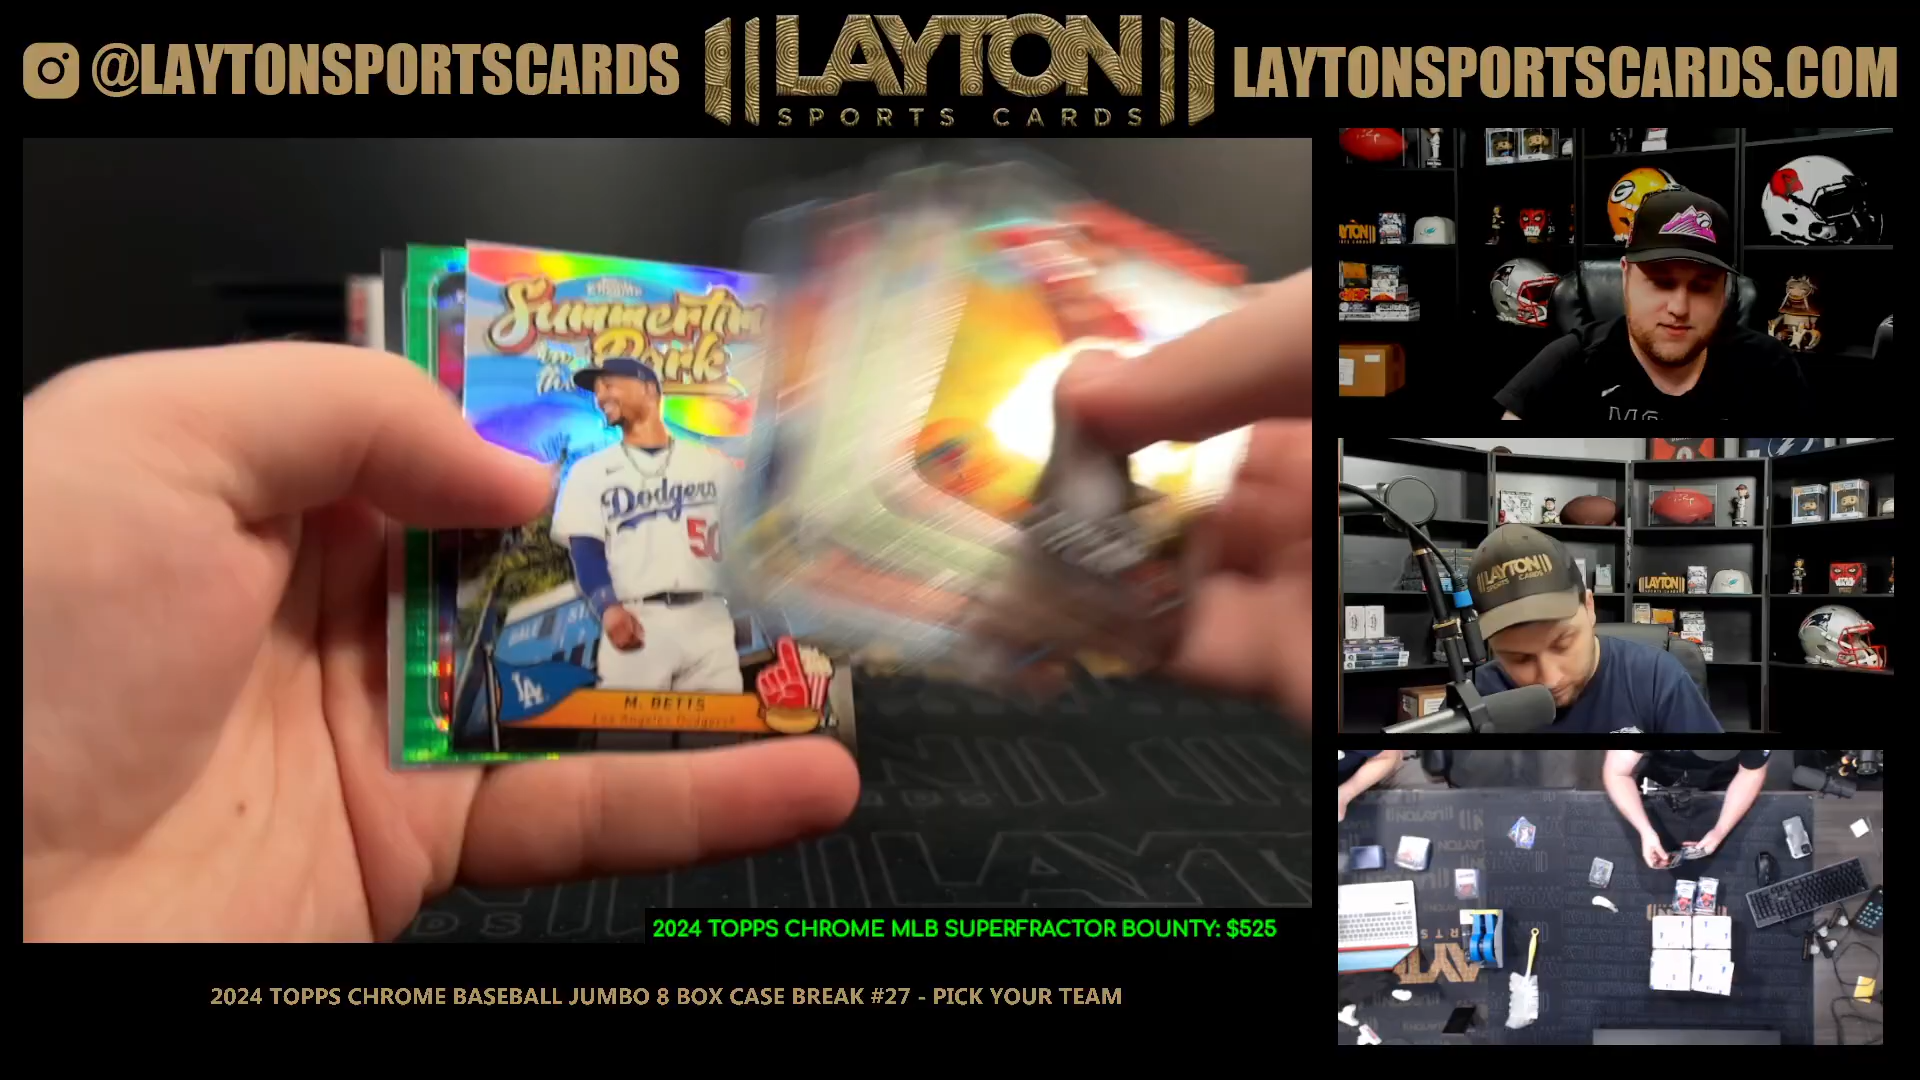 @LAYTONSPORTSCARDS
LAYTON
SPORTS CARDS
LAYTONSPORTSCARDS.COM
Summertim
in the Park
Dodgers
50
LA
M. BETTS
Los Angeles Dodgers
LAYTON
SPORTS CARDS
LAYTON
2024 TOPPS CHROME MLB SUPERFRACTOR BOUNTY: $525
2024 TOPPS CHROME BASEBALL JUMBO 8 BOX CASE BREAK #27 - PICK YOUR TEAM